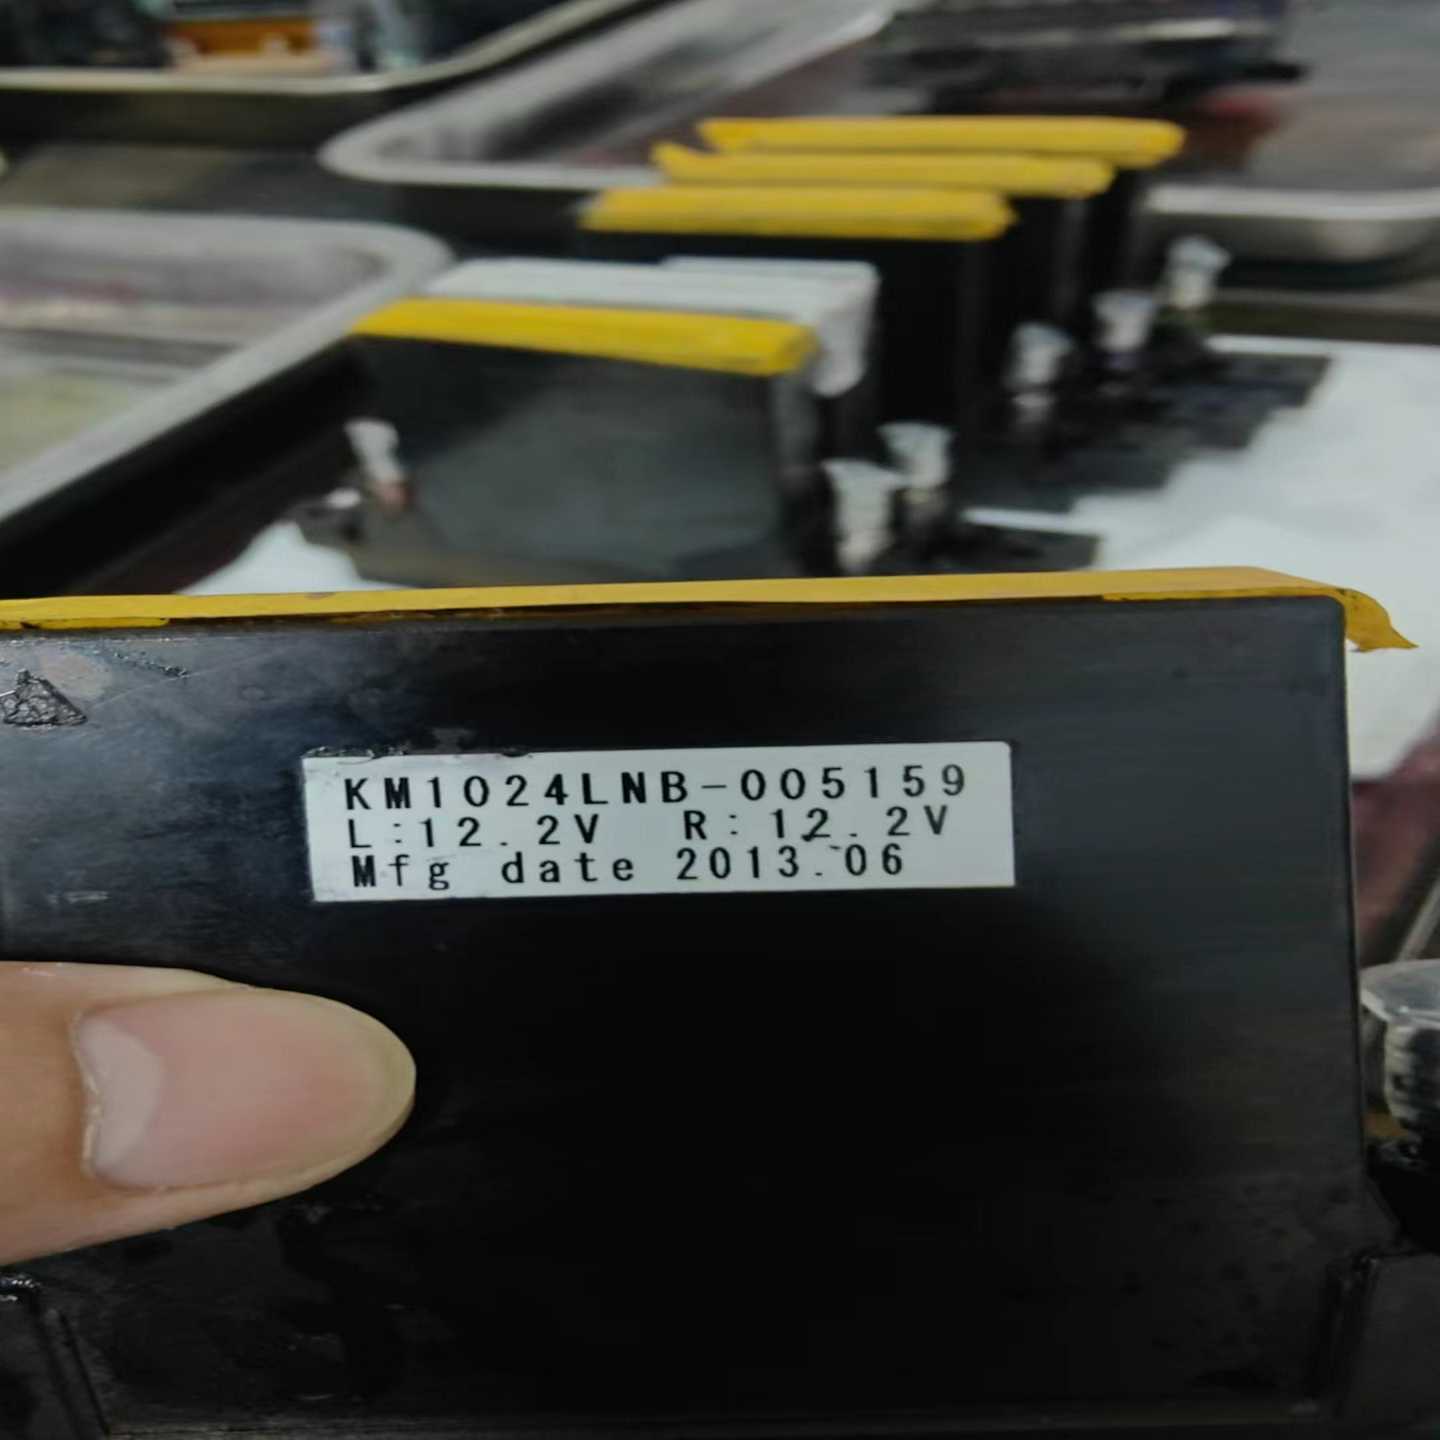 KM1024LNB-005159
L:12.2V R:12.2V
Mfg date 2013.06